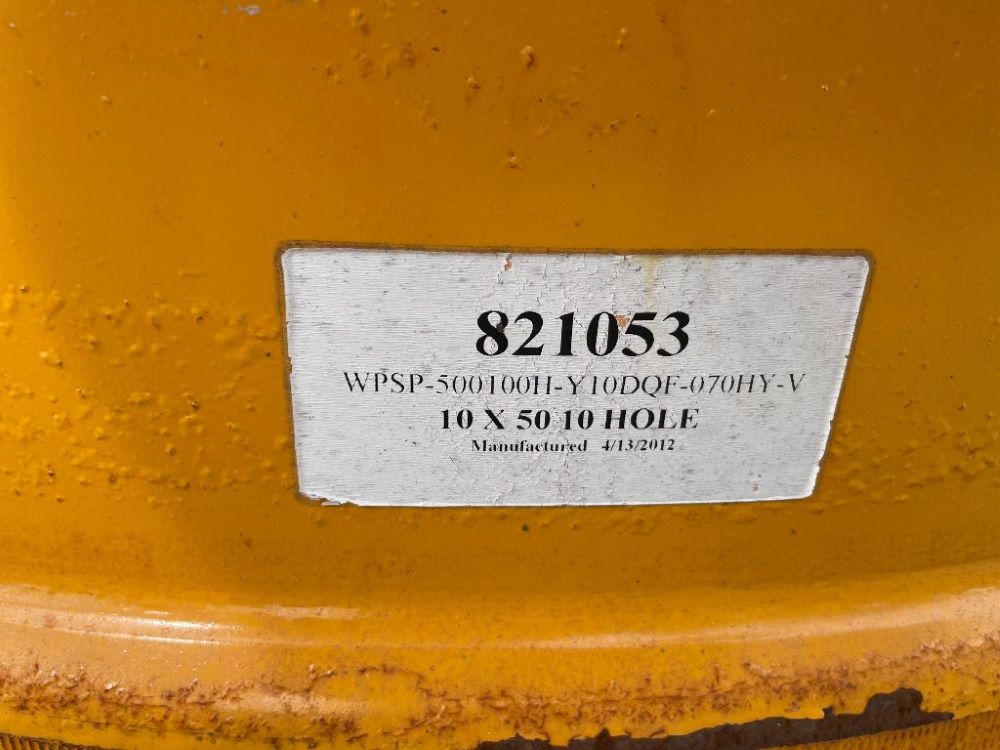 821053
WPSP-500100H-Y10DQF-070HY-V
10 X 50 10 HOLE
Manufactured 4/13/2012